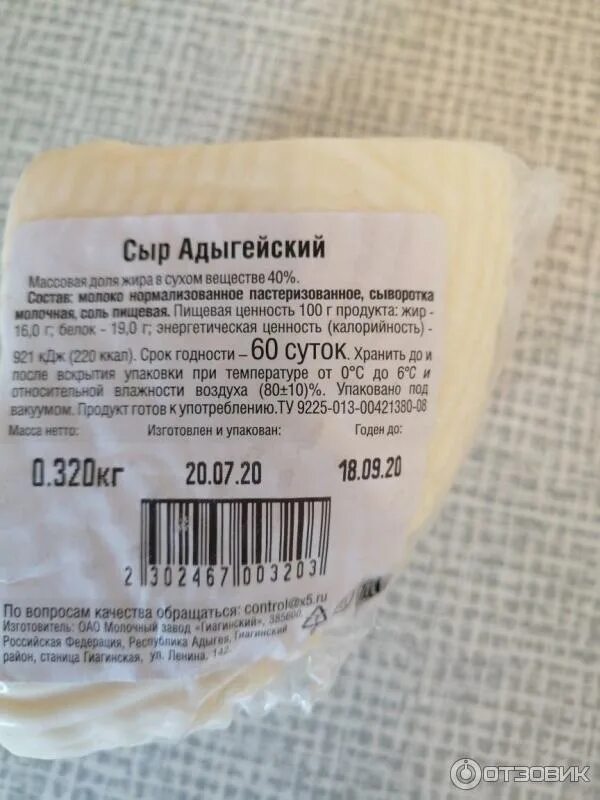 Сыр Адыгейский
Массовая доля жира в сухом веществе 40%.
Состав: молоко нормализованное пастеризованное, сыворотка
молочная, соль пищевая. Пищевая ценность 100 г продукта: жир -
16,0 г; белок - 19,0 г; энергетическая ценность (калорийность) -
921 кДж (220 ккал). Срок годности – 60 суток. Хранить до и
после вскрытия упаковки при температуре от 0°С до 6°С и
относительной влажности воздуха (80±10)%. Упаковано под
вакуумом. Продукт готов к употреблению.ТУ 9225-013-00421380-08
Масса нетто: Изготовлен и упакован: Годен до:
0.320кг 20.07.20 18.09.20
2 302467 003203
По вопросам качества обращаться: control@x5.ru
Изготовитель: ОАО Молочный завод «Гиагинский», 385600,
Российская Федерация, Республика Адыгея, Гиагинский
район, станица Гиагинская, ул. Ленина, 142
ОТЗОВИК